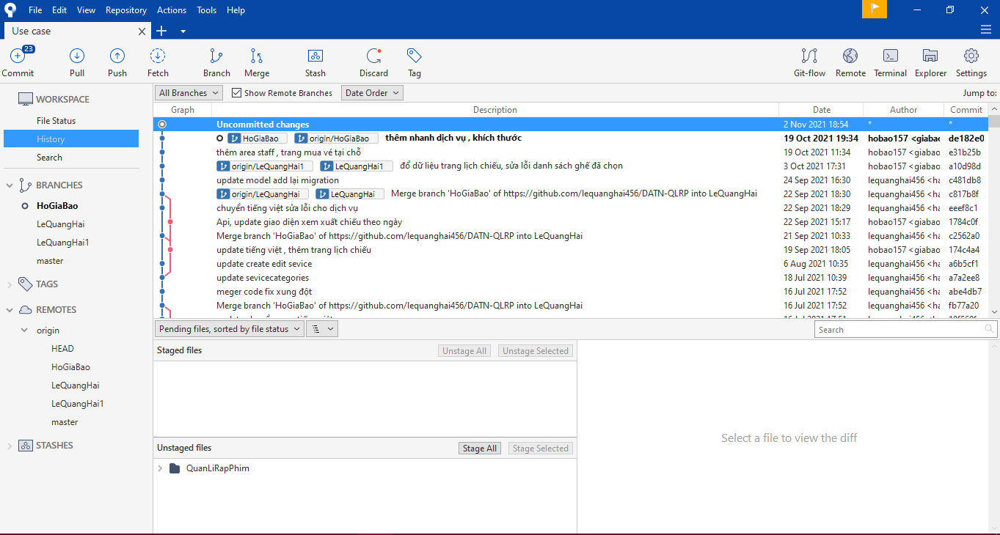 File Edit View Repository Actions Tools Help
Use case
23
Commit Pull Push Fetch Branch Merge Stash Discard Tag Git-flow Remote Terminal Explorer Settings
WORKSPACE
File Status
History
Search
BRANCHES
HoGiaBao
LeQuangHai
LeQuangHai1
master
TAGS
REMOTES
origin
HEAD
HoGiaBao
LeQuangHai
LeQuangHai1
master
STASHES
All Branches Show Remote Branches Date Order Jump to:
Graph Description Date Author Commit
Uncommitted changes 2 Nov 2021 18:54 * *
HoGiaBao origin/HoGiaBao thêm nhanh dịch vụ , khích thước 19 Oct 2021 19:34 hobao157 <giabao de182e0
thêm area staff , trang mua vé tại chỗ 19 Oct 2021 11:34 hobao157 <giabao e31b25b
origin/LeQuangHai1 LeQuangHai1 đổ dữ liệu trang lịch chiếu, sửa lỗi danh sách ghế đã chọn 3 Oct 2021 17:31 hobao157 <giabao a10d98d
update model add lại migration 24 Sep 2021 16:30 lequanghai456 <ha c481db8
origin/LeQuangHai LeQuangHai Merge branch 'HoGiaBao' of https://github.com/lequanghai456/DATN-QLRP into LeQuangHai 22 Sep 2021 18:30 lequanghai456 <ha c817b8f
chuyển tiếng việt sửa lỗi cho dịch vụ 22 Sep 2021 18:29 lequanghai456 <ha eeef8c1
Api, update giao diện xem xuất chiếu theo ngày 22 Sep 2021 15:17 hobao157 <giabao 1784c0f
Merge branch 'HoGiaBao' of https://github.com/lequanghai456/DATN-QLRP into LeQuangHai 21 Sep 2021 10:33 lequanghai456 <ha c2562a0
update tiếng việt , thêm trang lịch chiếu 19 Sep 2021 18:05 hobao157 <giabao 174c4a4
update create edit sevice 6 Aug 2021 10:35 lequanghai456 <ha a6b5cf1
update sevicecategories 18 Jul 2021 10:39 lequanghai456 <ha a7a2ee8
meger code fix xung đột 16 Jul 2021 17:52 lequanghai456 <ha abe4db7
Merge branch 'HoGiaBao' of https://github.com/lequanghai456/DATN-QLRP into LeQuangHai 16 Jul 2021 17:52 lequanghai456 <ha fb77a20
Pending files, sorted by file status Search
Staged files Unstage All Unstage Selected
Unstaged files Stage All Stage Selected
QuanLiRapPhim
Select a file to view the diff